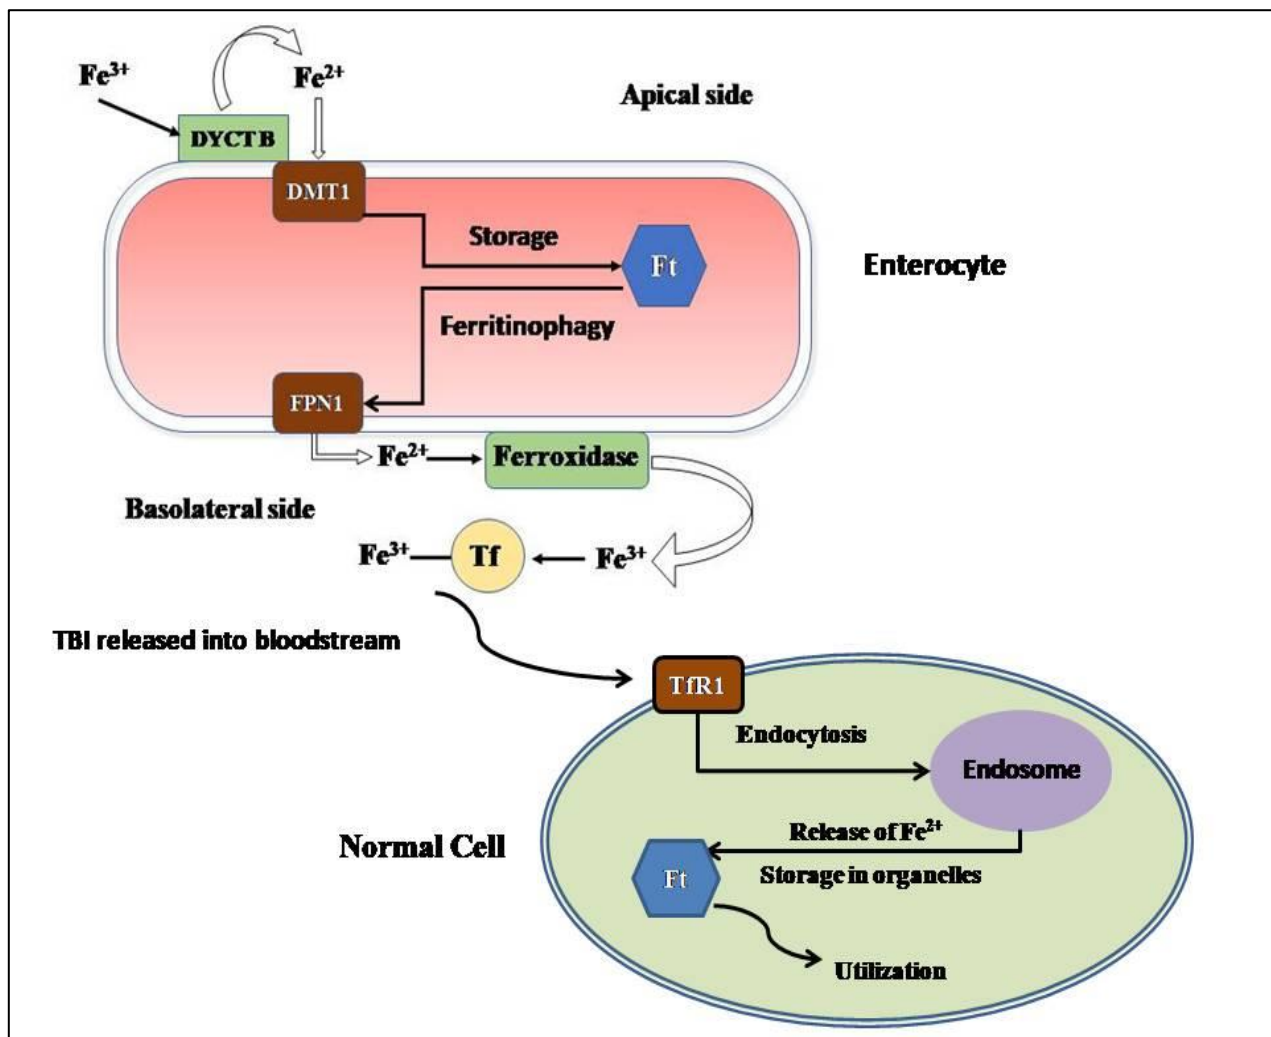 Fe³⁺
Fe²⁺
Apical side
DYCTB
DMT1
Storage
Ft
Enterocyte
Ferritinophagy
FPN1
Fe²⁺
Ferroxidase
Basolateral side
Fe³⁺
Tf
Fe³⁺
TBI released into bloodstream
TfR1
Endocytosis
Endosome
Normal Cell
Release of Fe²⁺
Storage in organelles
Ft
Utilization